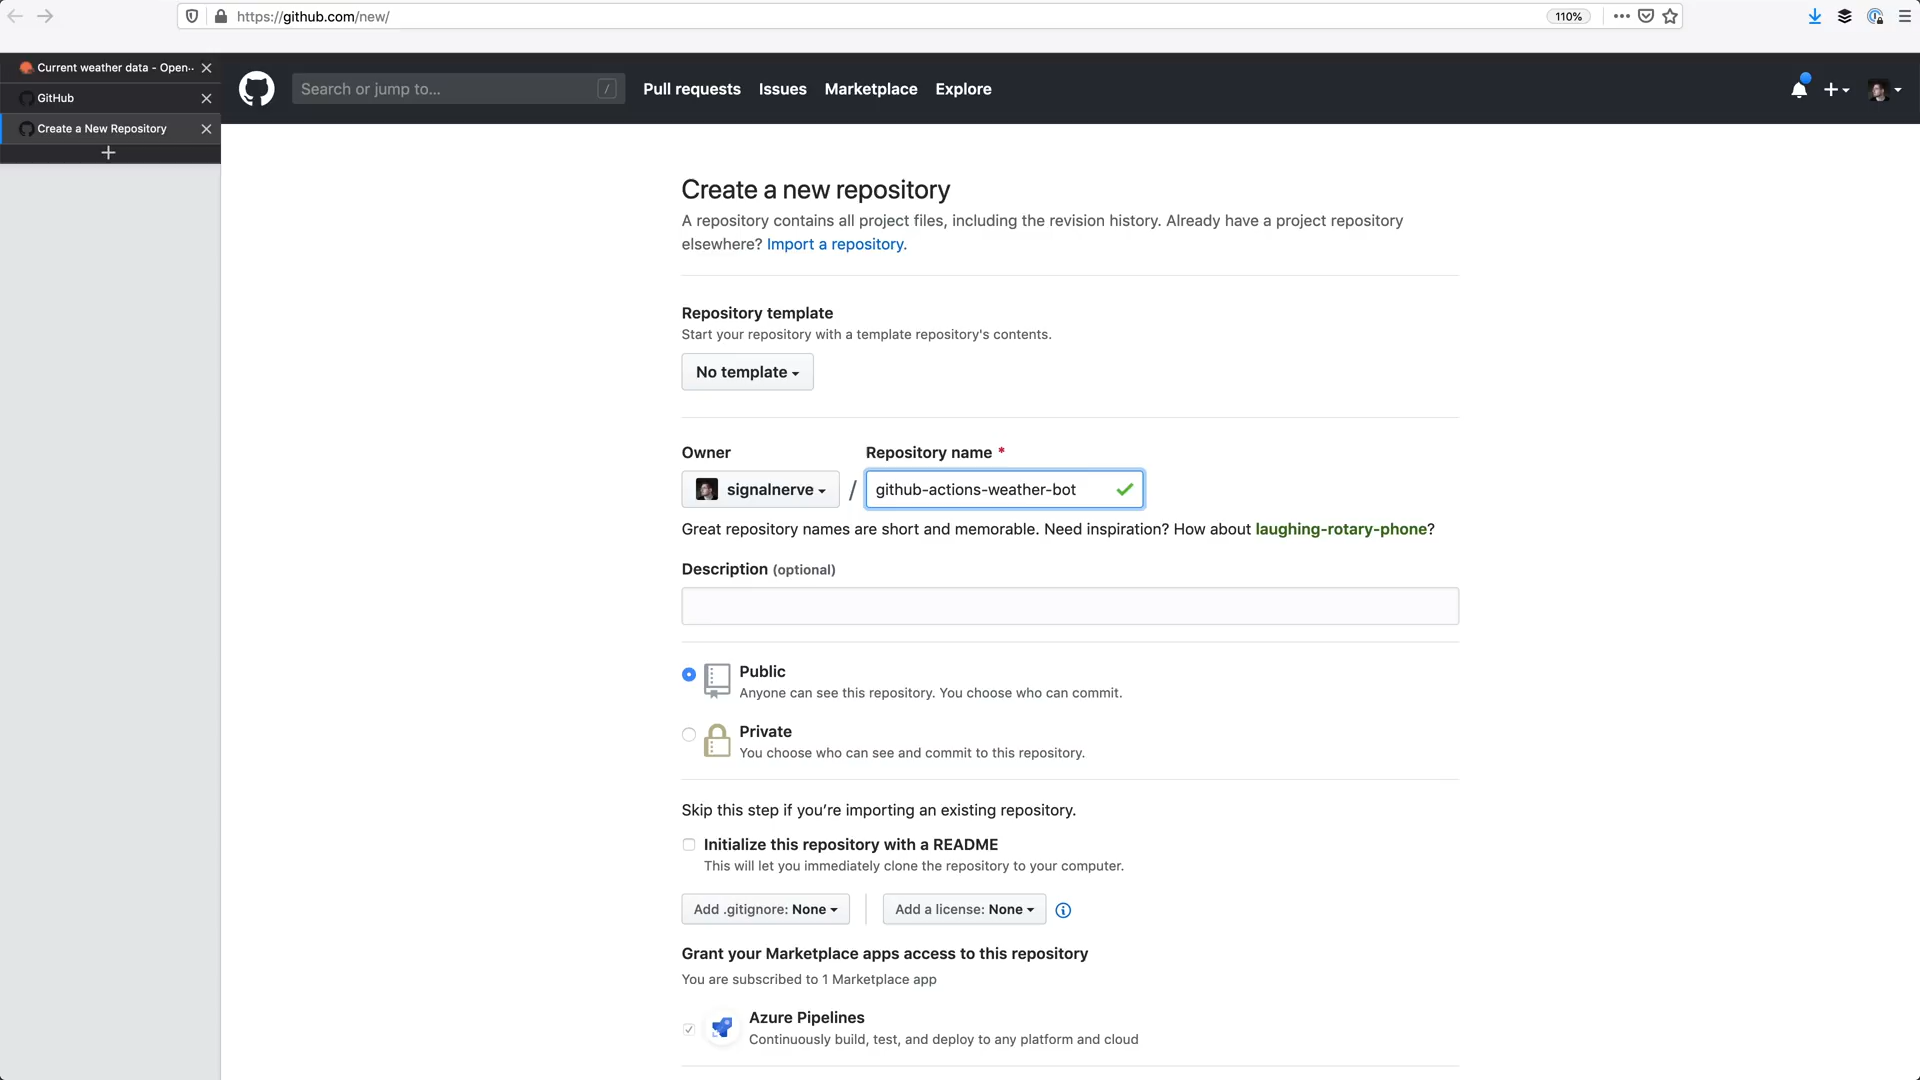 https://github.com/new/
110%
Current weather data - Open··
GitHub
Create a New Repository
Search or jump to...
/
Pull requests
Issues
Marketplace
Explore
Create a new repository
A repository contains all project files, including the revision history. Already have a project repository
elsewhere? Import a repository.
Repository template
Start your repository with a template repository's contents.
No template
Owner
Repository name *
signalnerve
/
github-actions-weather-bot
Great repository names are short and memorable. Need inspiration? How about laughing-rotary-phone?
Description (optional)
Public
Anyone can see this repository. You choose who can commit.
Private
You choose who can see and commit to this repository.
Skip this step if you’re importing an existing repository.
Initialize this repository with a README
This will let you immediately clone the repository to your computer.
Add .gitignore: None
Add a license: None
Grant your Marketplace apps access to this repository
You are subscribed to 1 Marketplace app
Azure Pipelines
Continuously build, test, and deploy to any platform and cloud